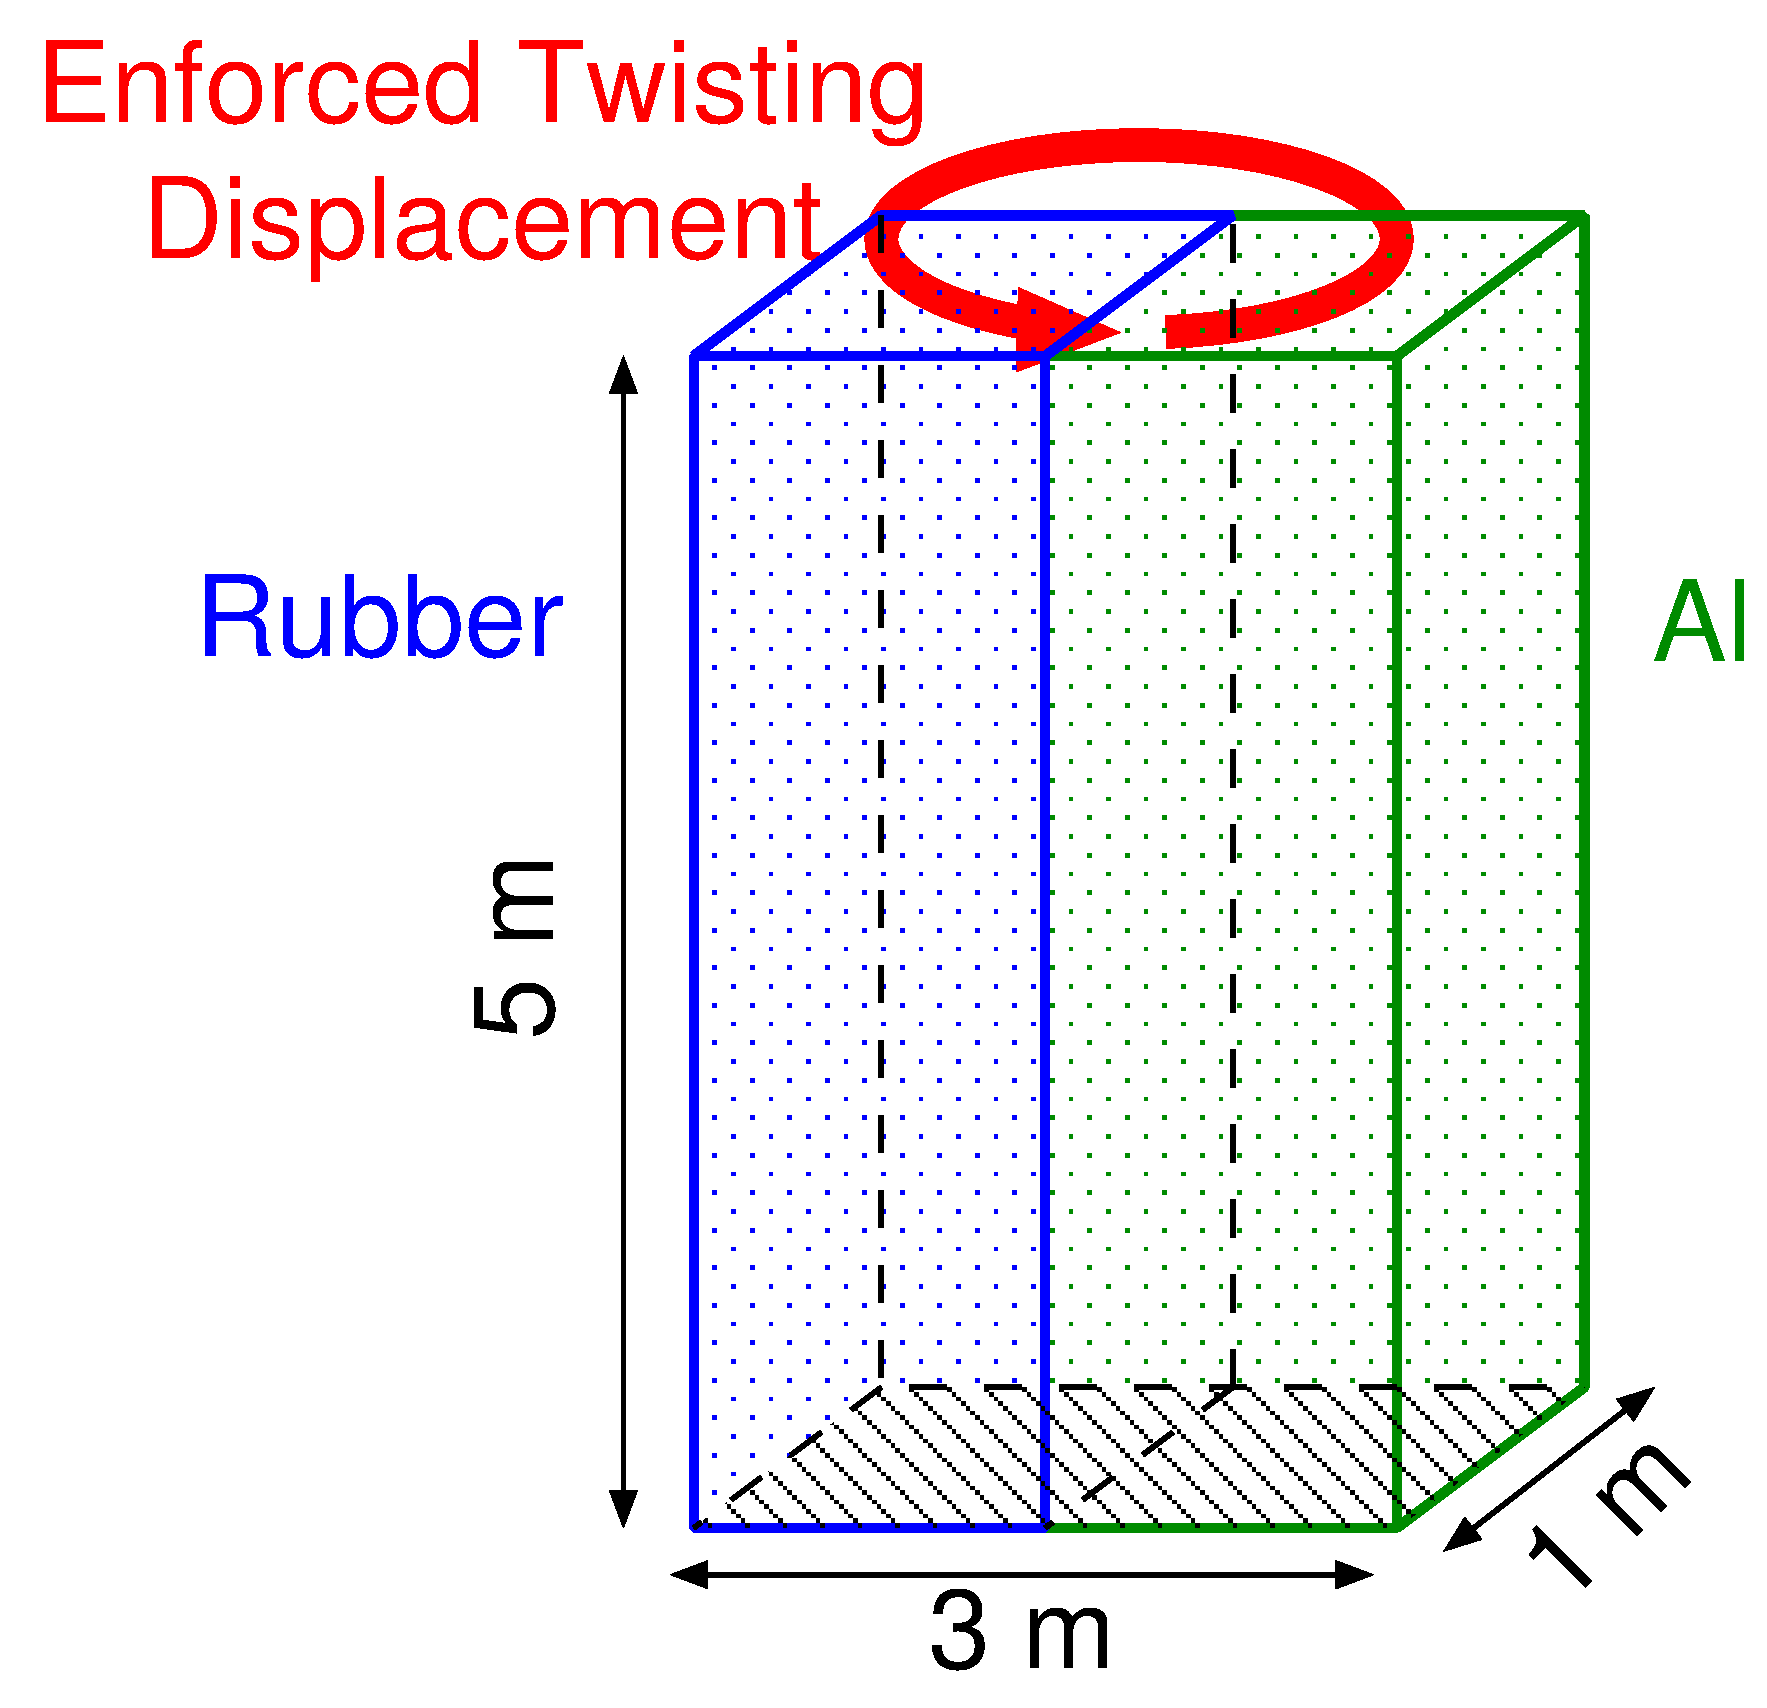 Enforced Twisting
Displacement
Rubber
Al
5 m
1 m
3 m